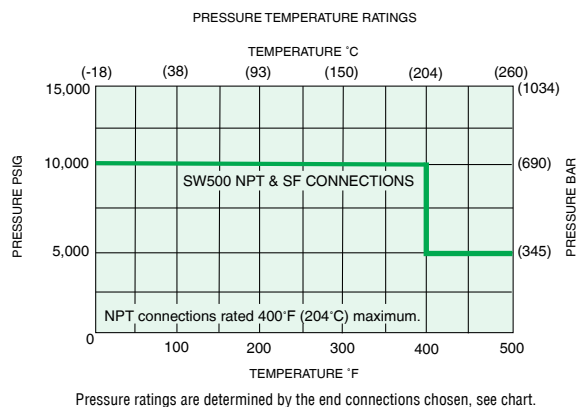 PRESSURE TEMPERATURE RATINGS
TEMPERATURE ˚C
(-18) (38) (93) (150) (204) (260)
15,000 (1034)
10,000 (690)
SW500 NPT & SF CONNECTIONS
PRESSURE PSIG
PRESSURE BAR
5,000 (345)
NPT connections rated 400˚F (204˚C) maximum.
0 100 200 300 400 500
TEMPERATURE ˚F
Pressure ratings are determined by the end connections chosen, see chart.